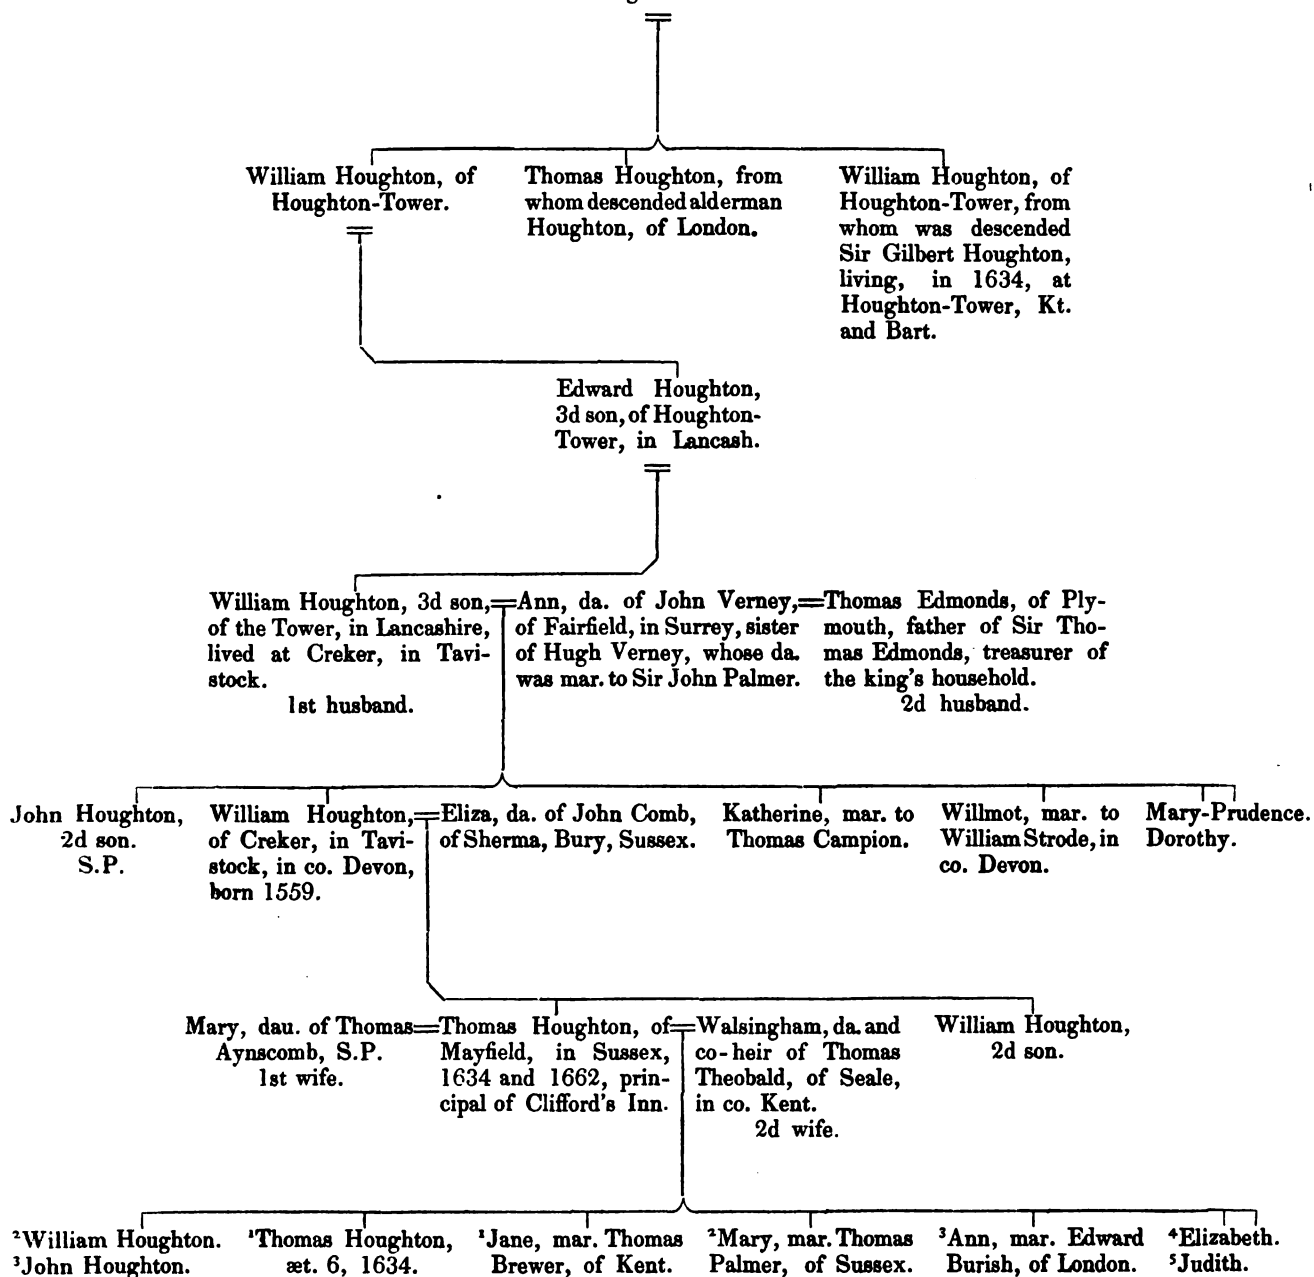 William Houghton, of
Houghton-Tower.
Thomas Houghton, from
whom descended alderman
Houghton, of London.
William Houghton, of
Houghton-Tower, from
whom was descended
Sir Gilbert Houghton,
living, in 1634, at
Houghton-Tower, Kt.
and Bart.
Edward Houghton,
3d son, of Houghton-
Tower, in Lancash.
William Houghton, 3d son,
of the Tower, in Lancashire,
lived at Creker, in Tavi-
stock.
1st husband.
Ann, da. of John Verney,
of Fairfield, in Surrey, sister
of Hugh Verney, whose da.
was mar. to Sir John Palmer.
Thomas Edmonds, of Ply-
mouth, father of Sir Tho-
mas Edmonds, treasurer of
the king's household.
2d husband.
John Houghton,
2d son.
S.P.
William Houghton,
of Creker, in Tavi-
stock, in co. Devon,
born 1559.
Eliza, da. of John Comb,
of Sherma, Bury, Sussex.
Katherine, mar. to
Thomas Campion.
Willmot, mar. to
William Strode, in
co. Devon.
Mary-Prudence.
Dorothy.
Mary, dau. of Thomas
Aynscomb, S.P.
1st wife.
Thomas Houghton, of
Mayfield, in Sussex,
1634 and 1662, prin-
cipal of Clifford's Inn.
Walsingham, da. and
co-heir of Thomas
Theobald, of Seale,
in co. Kent.
2d wife.
William Houghton,
2d son.
²William Houghton.
³John Houghton.
¹Thomas Houghton,
æt. 6, 1634.
¹Jane, mar. Thomas
Brewer, of Kent.
²Mary, mar. Thomas
Palmer, of Sussex.
³Ann, mar. Edward
Burish, of London.
⁴Elizabeth.
⁵Judith.